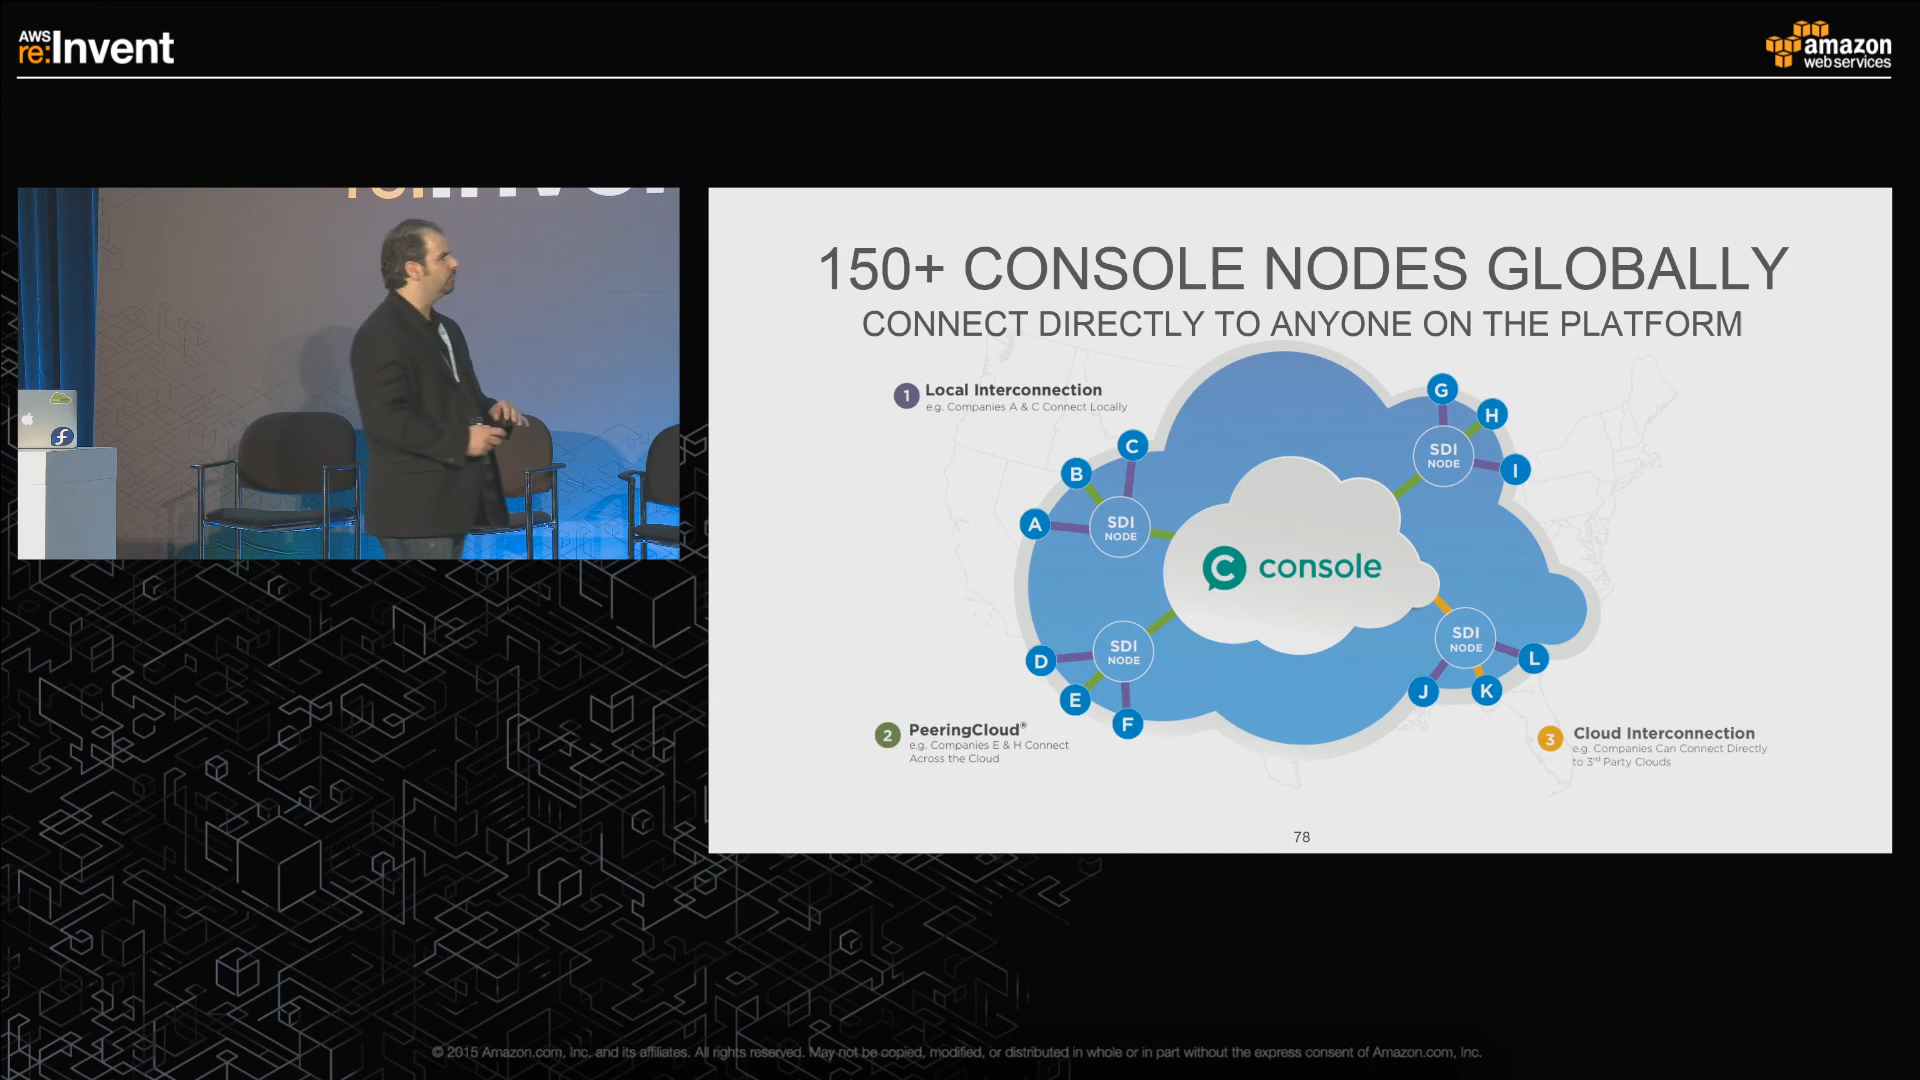 AWS
re:Invent
amazon
web services
150+ CONSOLE NODES GLOBALLY
CONNECT DIRECTLY TO ANYONE ON THE PLATFORM
1 Local Interconnection
e.g. Companies A & C Connect Locally
G
H
C
SDI
NODE
I
B
A
SDI
NODE
console
SDI
NODE
D
SDI
NODE
L
E
J
K
F
2 PeeringCloud®
e.g. Companies E & H Connect
Across the Cloud
3 Cloud Interconnection
e.g. Companies Can Connect Directly
to 3rd Party Clouds
78
© 2015 Amazon.com, Inc. and its affiliates. All rights reserved. May not be copied, modified, or distributed in whole or in part without the express consent of Amazon.com, Inc.